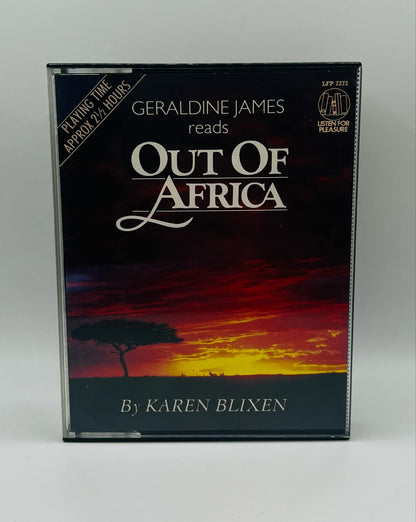 PLAYING TIME
APPROX 2½ HOURS
LFP 7272
LISTEN FOR
PLEASURE
GERALDINE JAMES
reads
OUT OF
AFRICA
By KAREN BLIXEN